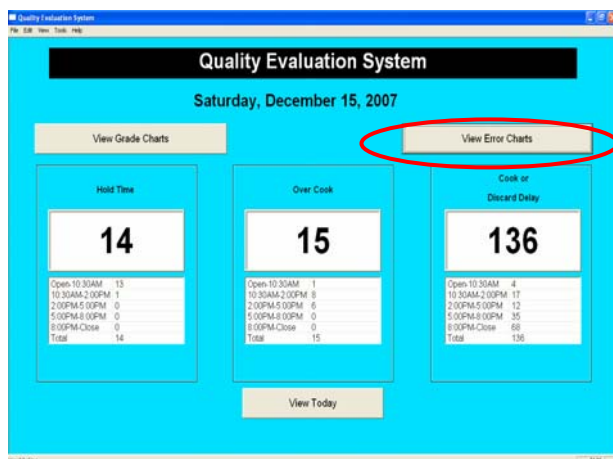 Quality Evaluation System
File Edit View Tools Help
Quality Evaluation System
Saturday, December 15, 2007
View Grade Charts
View Error Charts
Hold Time
14
Open-10:30AM 13
10:30AM-2:00PM 1
2:00PM-5:00PM 0
5:00PM-8:00PM 0
8:00PM-Close 0
Total 14
Over Cook
15
Open-10:30AM 1
10:30AM-2:00PM 8
2:00PM-5:00PM 6
5:00PM-8:00PM 0
8:00PM-Close 0
Total 15
Cook or
Discard Delay
136
Open-10:30AM 4
10:30AM-2:00PM 17
2:00PM-5:00PM 12
5:00PM-8:00PM 35
8:00PM-Close 68
Total 136
View Today